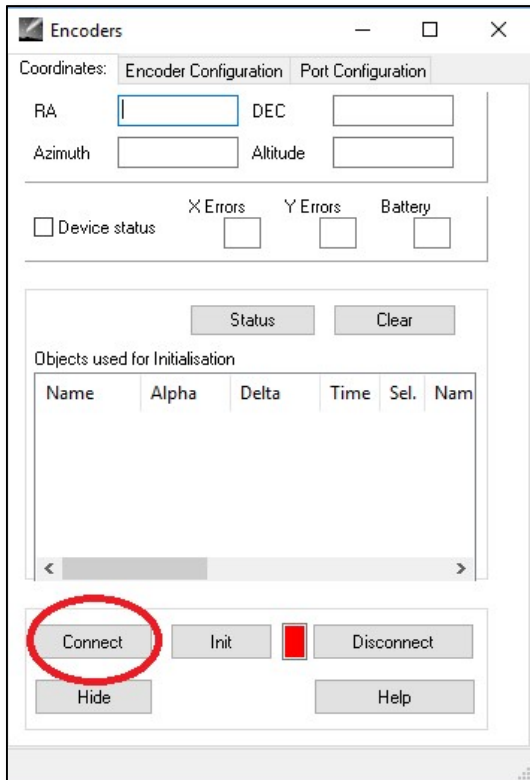 Encoders
Coordinates: Encoder Configuration Port Configuration
RA DEC
Azimuth Altitude
X Errors Y Errors Battery
Device status
Status Clear
Objects used for Initialisation
Name Alpha Delta Time Sel. Nam
Connect Init Disconnect
Hide Help